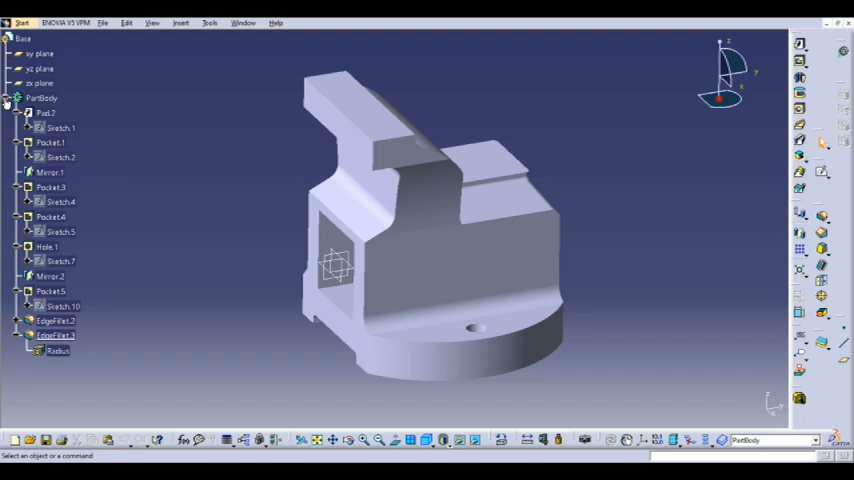 Start ENOVIA V5 VPM File Edit View Insert Tools Window Help
Base
xy plane
yz plane
zx plane
PartBody
Pad.2
Sketch.1
Pocket.1
Sketch.2
Mirror.1
Pocket.3
Sketch.4
Pocket.4
Sketch.5
Hole.1
Sketch.7
Mirror.2
Pocket.5
Sketch.10
EdgeFillet.2
EdgeFillet.3
Radius
z
y
x
z
y
PartBody
CATIA
Select an object or a command